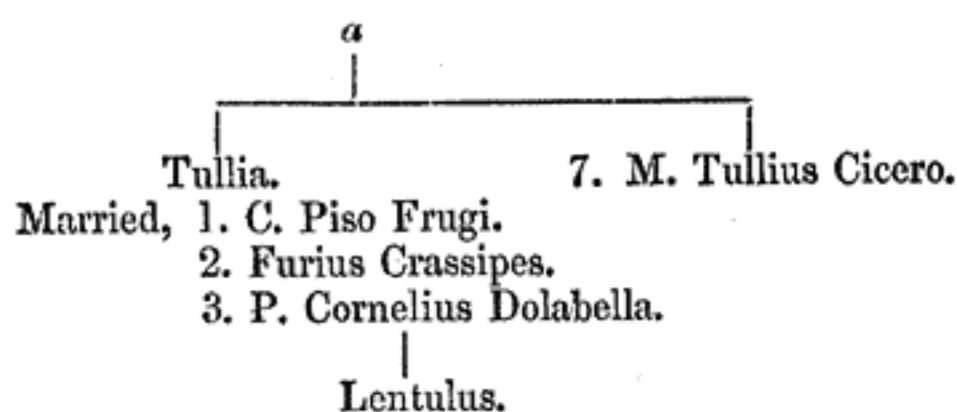 a
Tullia. 7. M. Tullius Cicero.
Married, 1. C. Piso Frugi.
2. Furius Crassipes.
3. P. Cornelius Dolabella.
Lentulus.